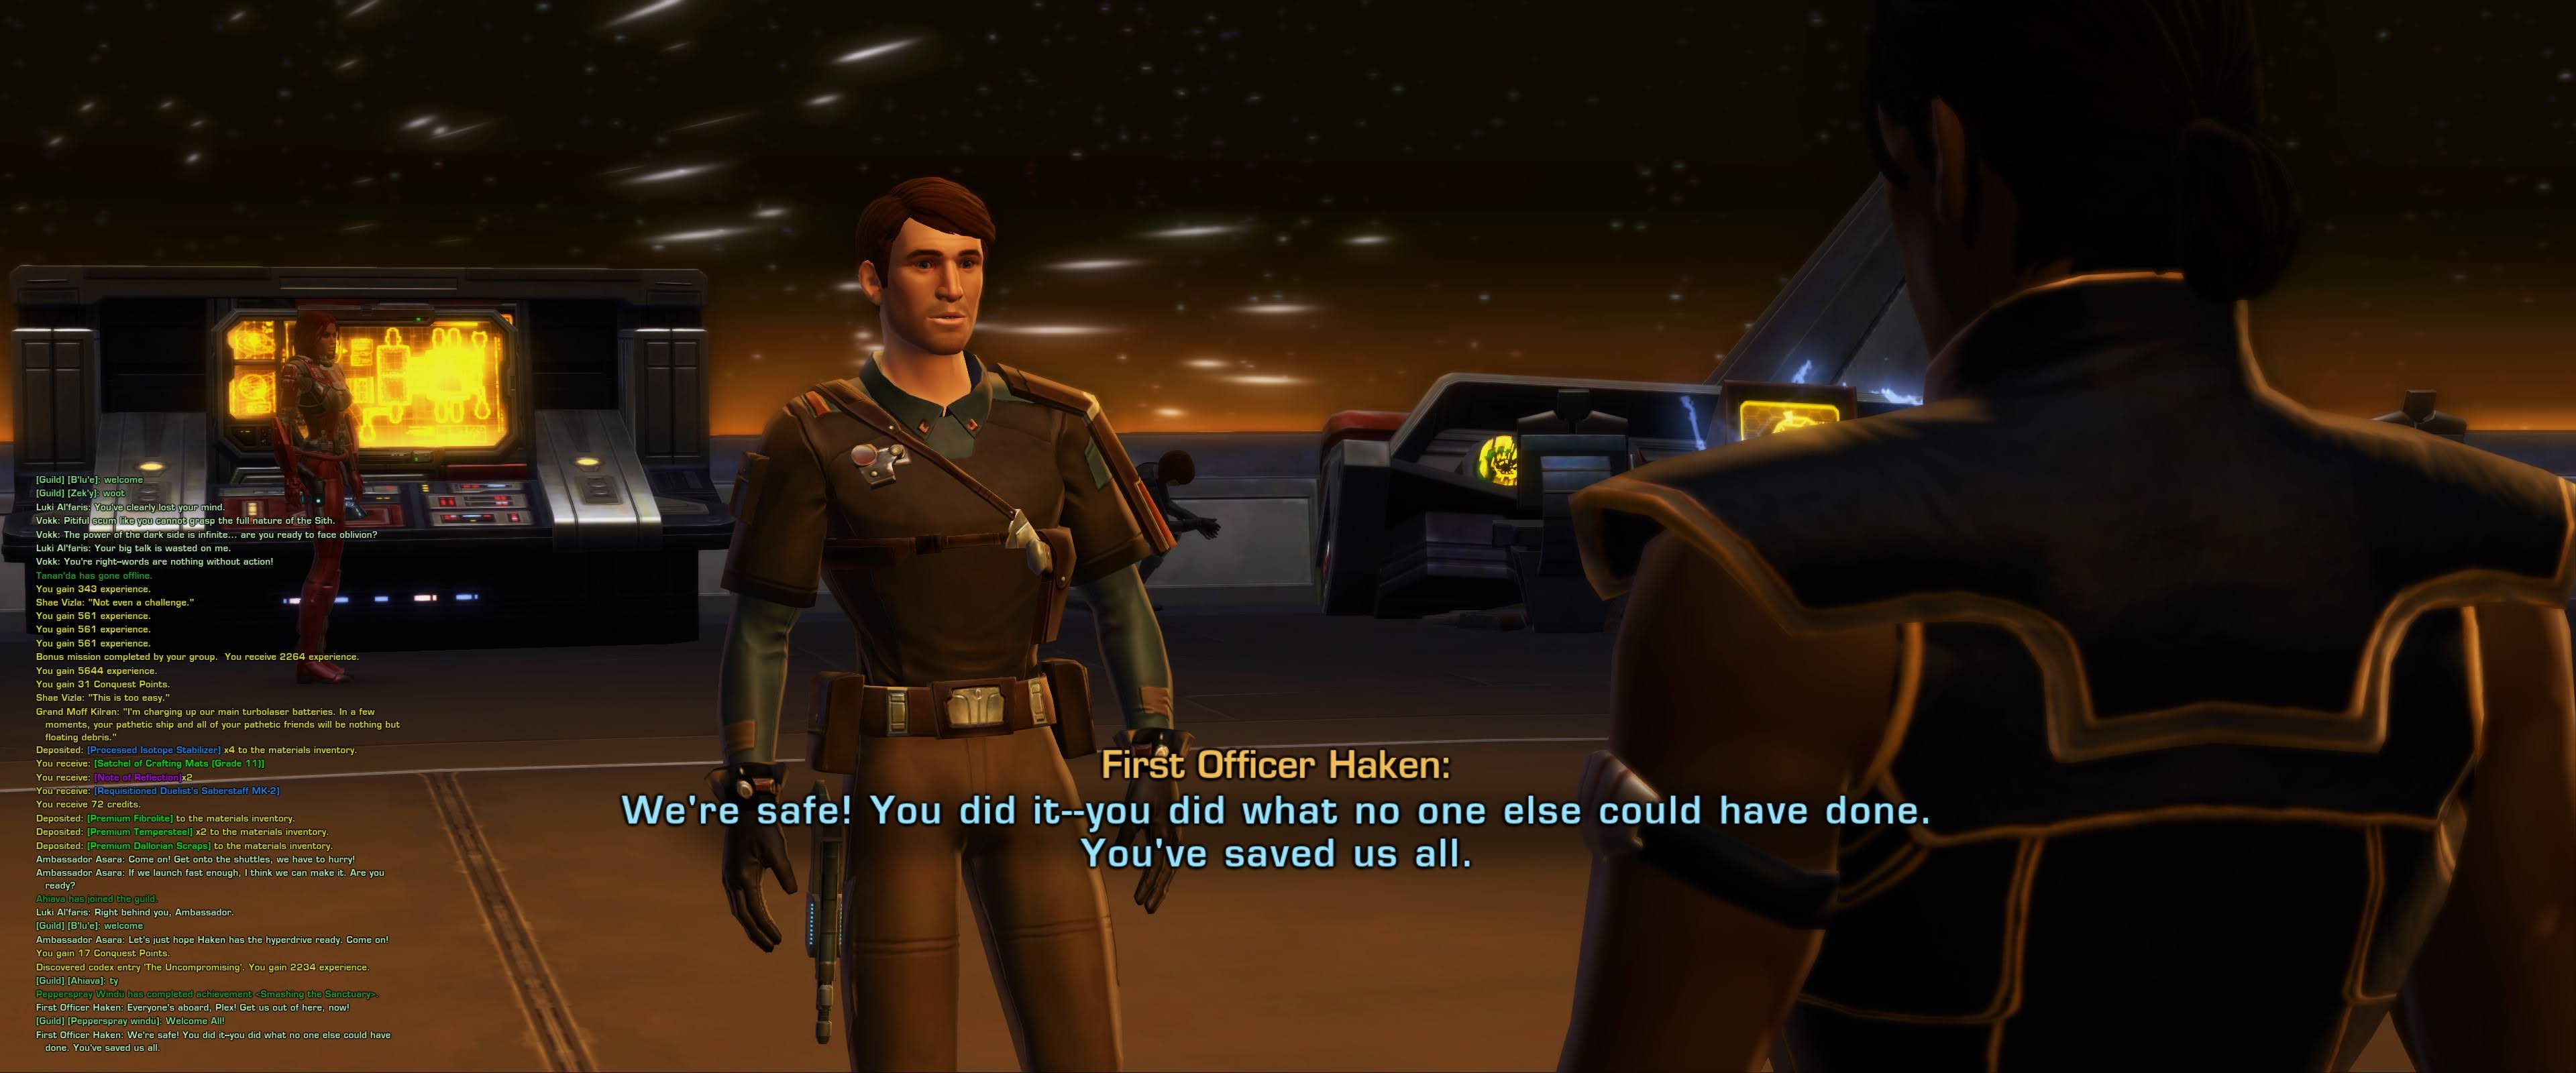 [Guild] [B'lu'e]: welcome
[Guild] [Zek'y]: woot
Luki Al'faris: You've clearly lost your mind.
Vokk: Pitiful scum like you cannot grasp the full nature of the Sith.
Vokk: The power of the dark side is infinite... are you ready to face oblivion?
Luki Al'faris: Your big talk is wasted on me.
Vokk: You're right--words are nothing without action!
Tanan'da has gone offline.
You gain 343 experience.
Shae Vizla: "Not even a challenge."
You gain 561 experience.
You gain 561 experience.
You gain 561 experience.
Bonus mission completed by your group. You receive 2264 experience.
You gain 5644 experience.
You gain 31 Conquest Points.
Shae Vizla: "This is too easy."
Grand Moff Kilran: "I'm charging up our main turbolaser batteries. In a few
moments, your pathetic ship and all of your pathetic friends will be nothing but
floating debris."
Deposited: [Processed Isotope Stabilizer] x4 to the materials inventory.
You receive: [Satchel of Crafting Mats (Grade 11)]
You receive: [Note of Reflection]x2
You receive: [Requisitioned Duelist's Saberstaff MK-2]
You receive 72 credits.
Deposited: [Premium Fibrolite] to the materials inventory.
Deposited: [Premium Tempersteel] x2 to the materials inventory.
Deposited: [Premium Dallorian Scraps] to the materials inventory.
Ambassador Asara: Come on! Get onto the shuttles, we have to hurry!
Ambassador Asara: If we launch fast enough, I think we can make it. Are you
ready?
Ahiava has joined the guild.
Luki Al'faris: Right behind you, Ambassador.
[Guild] [B'lu'e]: welcome
Ambassador Asara: Let's just hope Haken has the hyperdrive ready. Come on!
You gain 17 Conquest Points.
Discovered codex entry 'The Uncompromising'. You gain 2234 experience.
[Guild] [Ahiava]: ty
Pepperspray Windu has completed achievement <Smashing the Sanctuary>.
First Officer Haken: Everyone's aboard, Plex! Get us out of here, now!
[Guild] [Pepperspray windu]: Welcome All!
First Officer Haken: We're safe! You did it--you did what no one else could have
done. You've saved us all.
First Officer Haken:
We're safe! You did it--you did what no one else could have done.
You've saved us all.